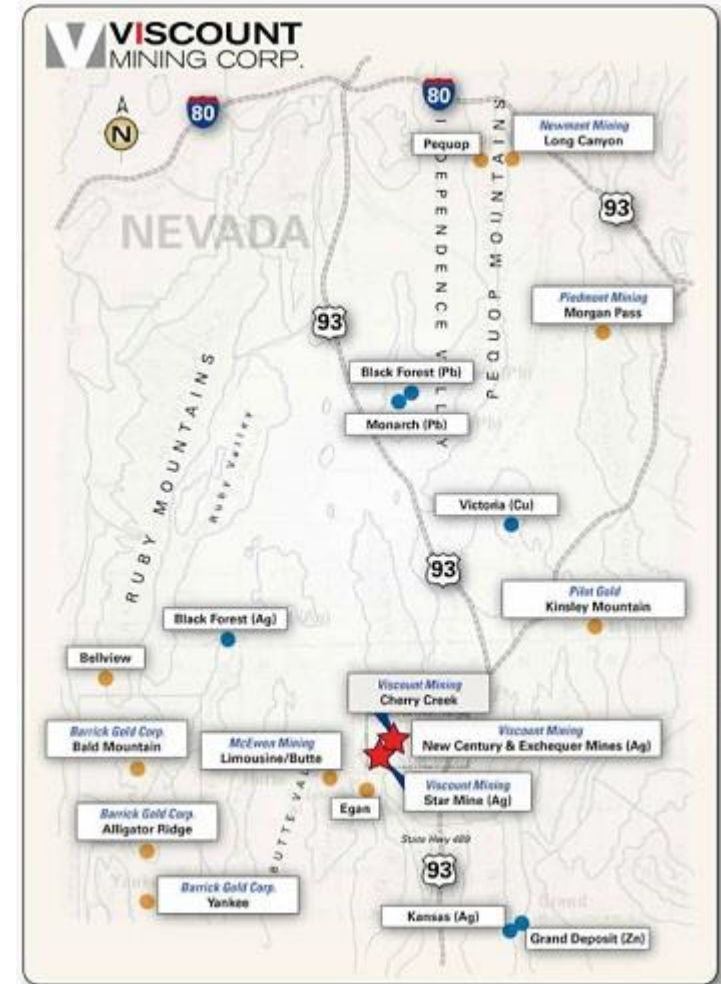 VISCOUNT
MINING CORP.
N
80
80
Pequop
Newmont Mining
Long Canyon
93
NEVADA
INDEPENDENCE VALLEY
PEQUOP MOUNTAINS
93
Piedmont Mining
Morgan Pass
Black Forest (Pb)
Monarch (Pb)
RUBY MOUNTAINS
Ruby Valley
Victoria (Cu)
93
Pilot Gold
Kinsley Mountain
Black Forest (Ag)
Bellview
Viscount Mining
Cherry Creek
Barrick Gold Corp.
Bald Mountain
McEwen Mining
Limousine/Butte
Viscount Mining
New Century & Exchequer Mines (Ag)
Egan
Viscount Mining
Star Mine (Ag)
Barrick Gold Corp.
Alligator Ridge
State Hwy 489
93
Barrick Gold Corp.
Yankee
Kansas (Ag)
Grand Deposit (Zn)